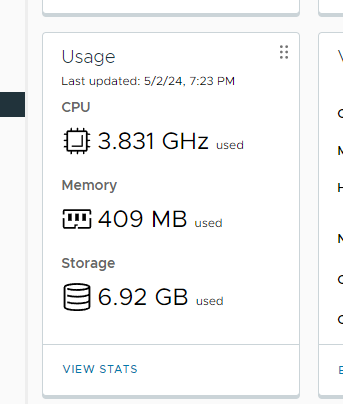 Usage
Last updated: 5/2/24, 7:23 PM
CPU
3.831 GHz used
Memory
409 MB used
Storage
6.92 GB used
VIEW STATS